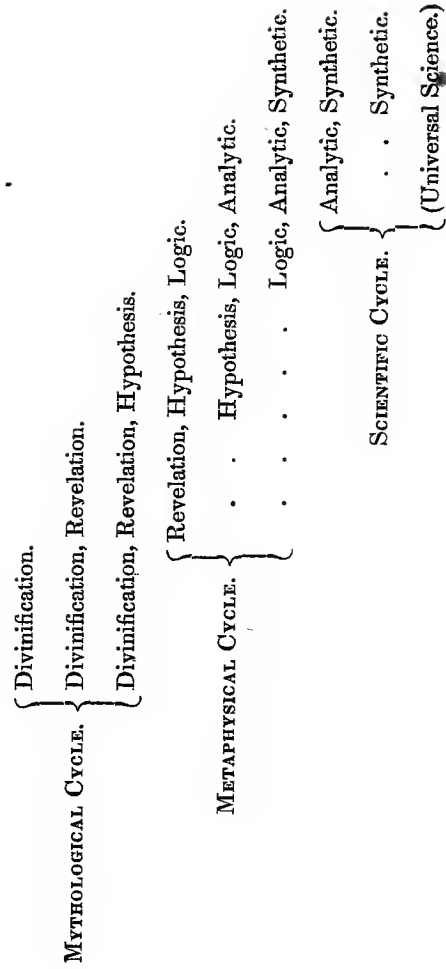 Divinification.
MYTHOLOGICAL CYCLE. Divinification, Revelation.
Divinification, Revelation, Hypothesis.
Revelation, Hypothesis, Logic.
METAPHYSICAL CYCLE. . . Hypothesis, Logic, Analytic.
. . . . . Logic, Analytic, Synthetic.
Analytic, Synthetic.
SCIENTIFIC CYCLE. . . Synthetic.
(Universal Science.)